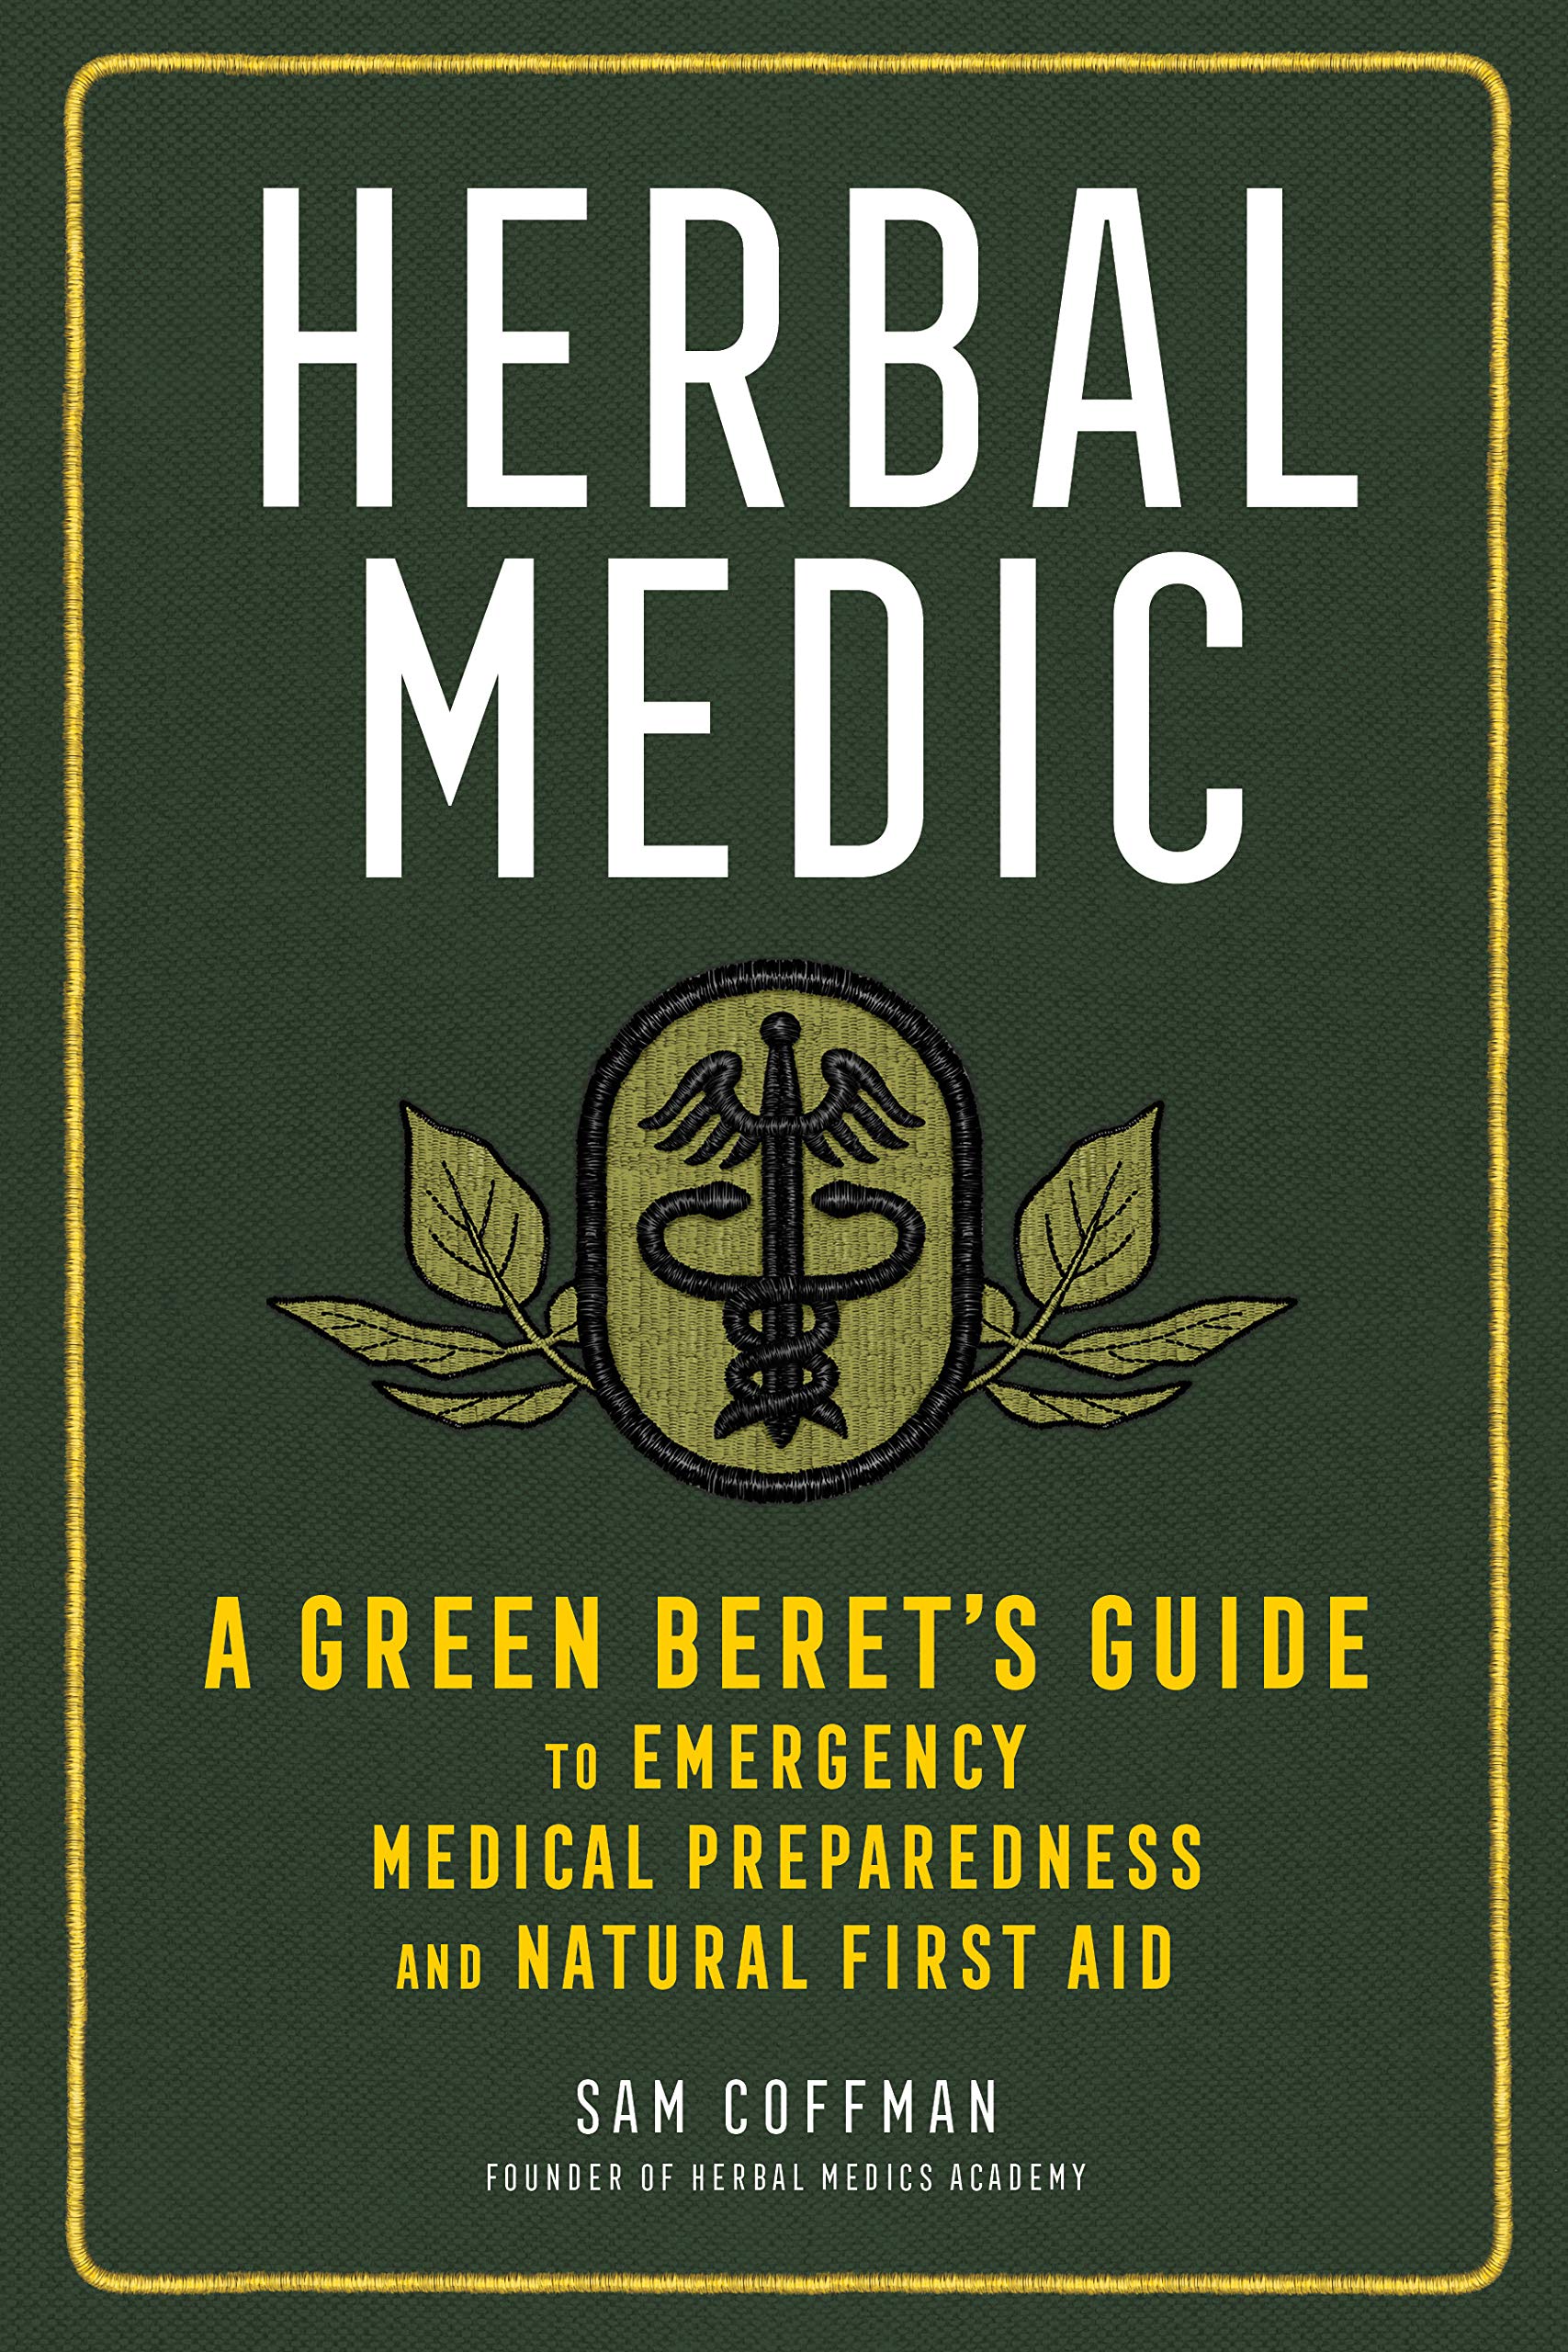 HERBAL
MEDIC
A GREEN BERET’S GUIDE
TO EMERGENCY
MEDICAL PREPAREDNESS
AND NATURAL FIRST AID
SAM COFFMAN
FOUNDER OF HERBAL MEDICS ACADEMY